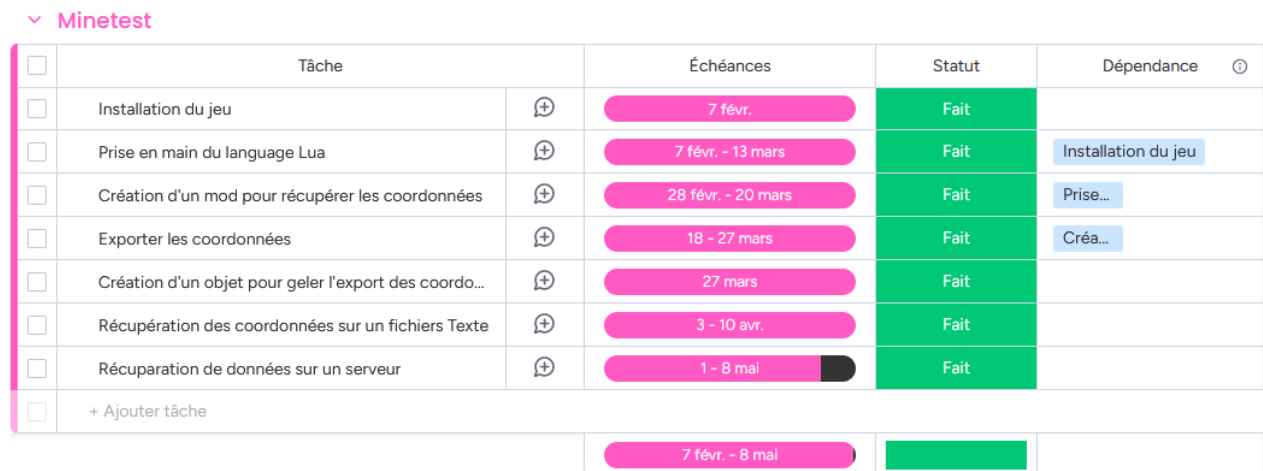 Minetest
Tâche Échéances Statut Dépendance
Installation du jeu 7 févr. Fait
Prise en main du language Lua 7 févr. - 13 mars Fait Installation du jeu
Création d'un mod pour récupérer les coordonnées 28 févr. - 20 mars Fait Prise...
Exporter les coordonnées 18 - 27 mars Fait Créa...
Création d'un objet pour geler l'export des coordo... 27 mars Fait
Récupération des coordonnées sur un fichiers Texte 3 - 10 avr. Fait
Récuparation de données sur un serveur 1 - 8 mai Fait
+ Ajouter tâche
7 févr. - 8 mai